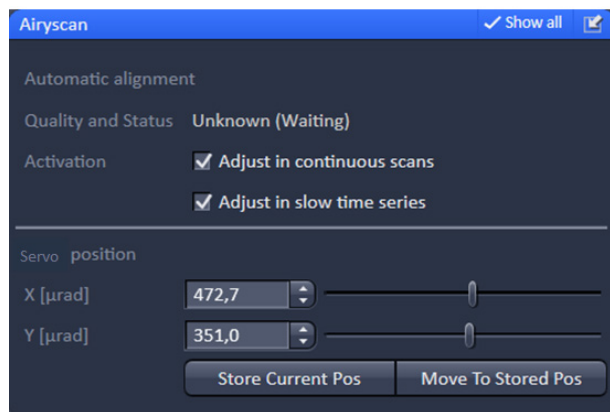 Airyscan Show all
Automatic alignment
Quality and Status Unknown (Waiting)
Activation Adjust in continuous scans
Adjust in slow time series
Servo position
X [µrad] 472,7
Y [µrad] 351,0
Store Current Pos Move To Stored Pos